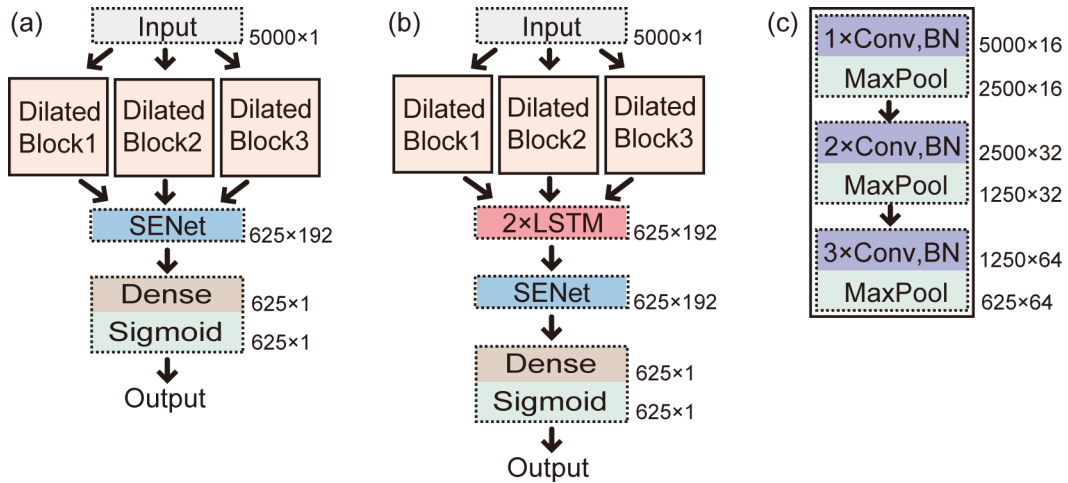 (a)
Input
5000×1
Dilated
Block1
Dilated
Block2
Dilated
Block3
SENet
625×192
Dense
625×1
Sigmoid
625×1
Output
(b)
Input
5000×1
Dilated
Block1
Dilated
Block2
Dilated
Block3
2×LSTM
625×192
SENet
625×192
Dense
625×1
Sigmoid
625×1
Output
(c)
1×Conv,BN
5000×16
MaxPool
2500×16
2×Conv,BN
2500×32
MaxPool
1250×32
3×Conv,BN
1250×64
MaxPool
625×64